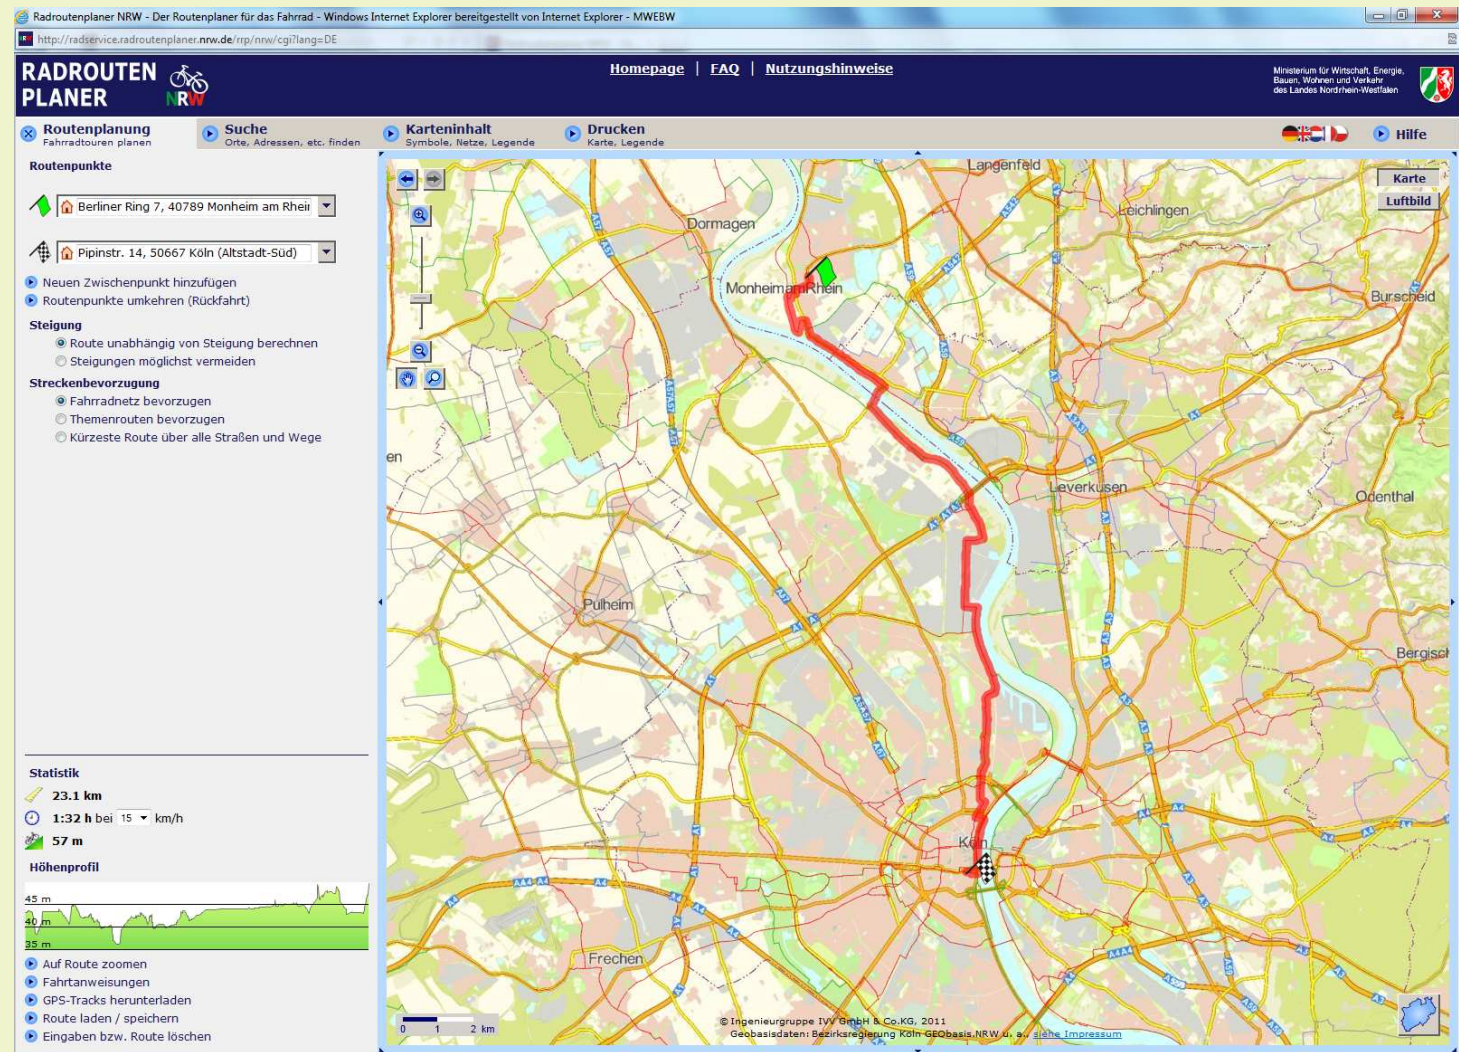 Radroutenplaner NRW - Der Routenplaner für das Fahrrad - Windows Internet Explorer bereitgestellt von Internet Explorer - MWEBW
http://radservice.radroutenplaner.nrw.de/rrp/nrw/cgi?lang=DE
RADROUTEN
PLANER
NRW
Homepage | FAQ | Nutzungshinweise
Ministerium für Wirtschaft, Energie,
Bauen, Wohnen und Verkehr
des Landes Nordrhein-Westfalen
Routenplanung
Fahrradtouren planen
Suche
Orte, Adressen, etc. finden
Karteninhalt
Symbole, Netze, Legende
Drucken
Karte, Legende
Hilfe
Routenpunkte
Berliner Ring 7, 40789 Monheim am Rhei
Pipinstr. 14, 50667 Köln (Altstadt-Süd)
Neuen Zwischenpunkt hinzufügen
Routenpunkte umkehren (Rückfahrt)
Steigung
Route unabhängig von Steigung berechnen
Steigungen möglichst vermeiden
Streckenbevorzugung
Fahrradnetz bevorzugen
Themenrouten bevorzugen
Kürzeste Route über alle Straßen und Wege
Statistik
23.1 km
1:32 h bei 15 km/h
57 m
Höhenprofil
45 m
40 m
35 m
Auf Route zoomen
Fahrtanweisungen
GPS-Tracks herunterladen
Route laden / speichern
Eingaben bzw. Route löschen
Karte
Luftbild
Langenfeld
Leichlingen
Dormagen
Monheim am Rhein
Burscheid
en
Leverkusen
Odenthal
Pulheim
Bergisch
Köln
Frechen
0 1 2 km
© Ingenieurgruppe IVV GmbH & Co.KG, 2011
Geobasisdaten: Bezirksregierung Köln GEObasis.NRW u. a., siehe Impressum